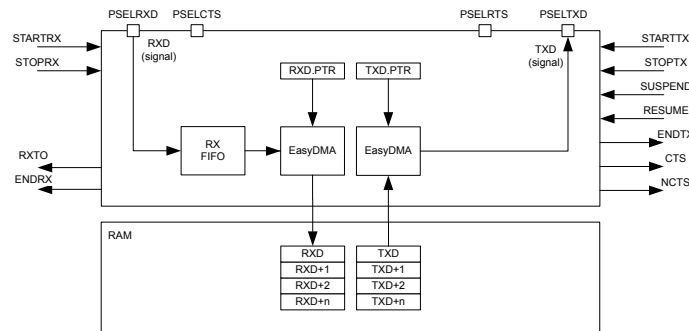 PSELRXD
PSELCTS
PSELRTS
PSELTXD
STARTRX
STOPRX
RXD
(signal)
TXD
(signal)
STARTTX
STOPTX
SUSPEND
RESUME
RXD.PTR
TXD.PTR
RX
FIFO
EasyDMA
EasyDMA
RXTO
ENDRX
ENDTX
CTS
NCTS
RAM
RXD
RXD+1
RXD+2
RXD+n
TXD
TXD+1
TXD+2
TXD+n